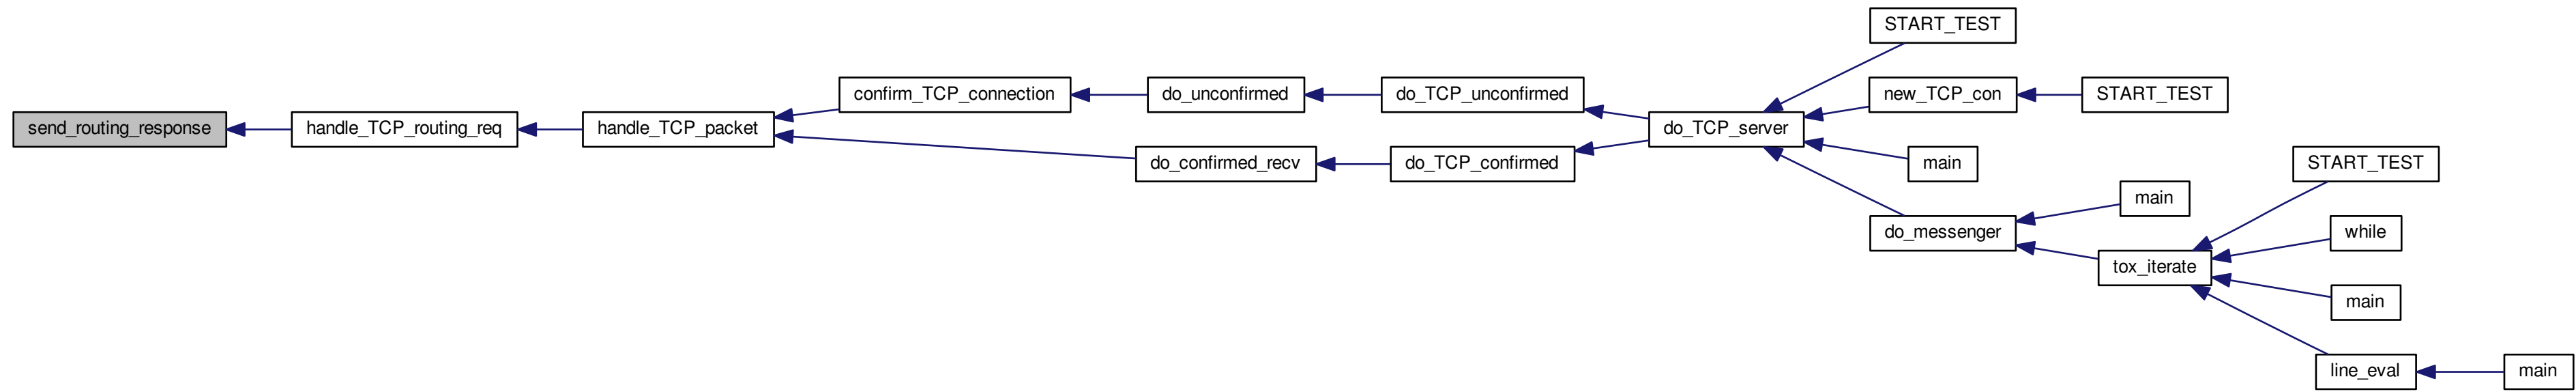 START_TEST
confirm_TCP_connection
do_unconfirmed
do_TCP_unconfirmed
new_TCP_con
START_TEST
send_routing_response
handle_TCP_routing_req
handle_TCP_packet
do_TCP_server
do_confirmed_recv
do_TCP_confirmed
main
START_TEST
main
do_messenger
while
tox_iterate
main
line_eval
main